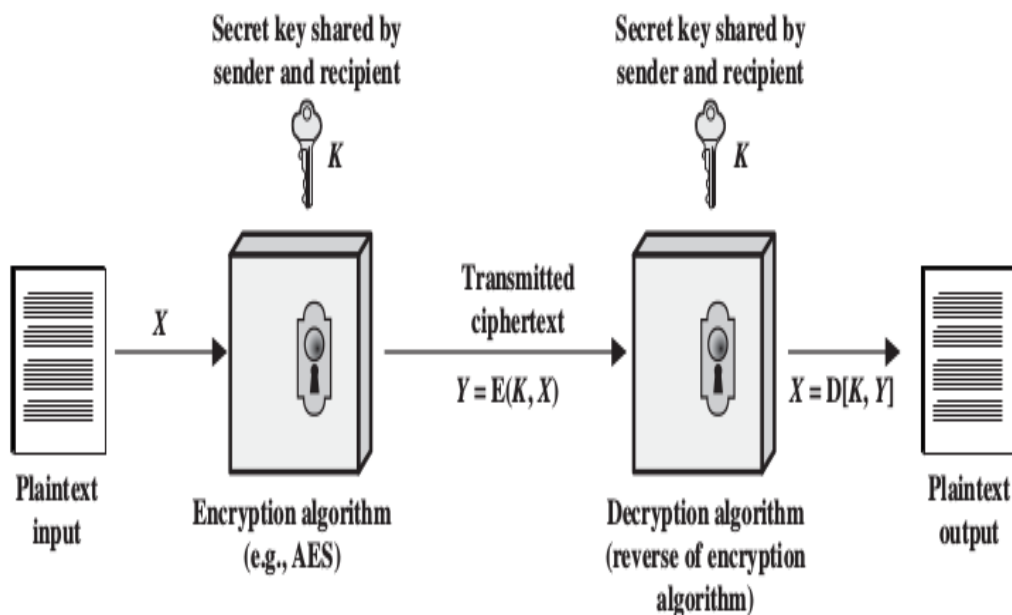 Secret key shared by
sender and recipient
K
Secret key shared by
sender and recipient
K
X
Transmitted
ciphertext
Y = E(K, X)
X = D[K, Y]
Plaintext
input
Encryption algorithm
(e.g., AES)
Decryption algorithm
(reverse of encryption
algorithm)
Plaintext
output